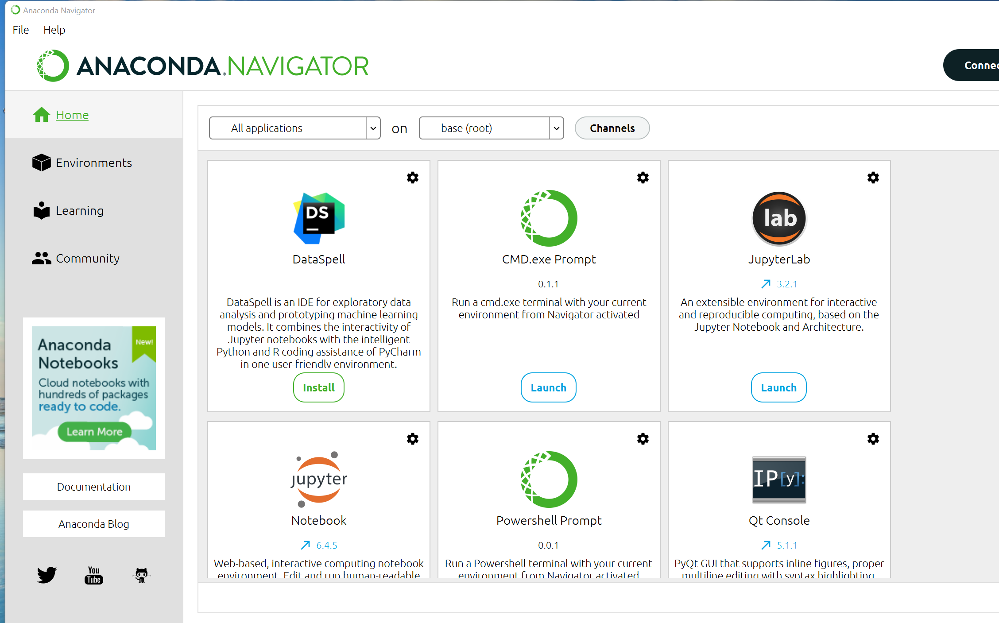 Anaconda Navigator
File Help
ANACONDA.NAVIGATOR
Connec
Home
Environments
Learning
Community
Anaconda
Notebooks
New!
Cloud notebooks with
hundreds of packages
ready to code.
Learn More
Documentation
Anaconda Blog
You
Tube
All applications on base (root) Channels
DS
DataSpell
DataSpell is an IDE for exploratory data
analysis and prototyping machine learning
models. It combines the interactivity of
Jupyter notebooks with the intelligent
Python and R coding assistance of PyCharm
in one user-friendly environment.
Install
CMD.exe Prompt
0.1.1
Run a cmd.exe terminal with your current
environment from Navigator activated
Launch
lab
JupyterLab
3.2.1
An extensible environment for interactive
and reproducible computing, based on the
Jupyter Notebook and Architecture.
Launch
jupyter
Notebook
6.4.5
Web-based, interactive computing notebook
environment. Edit and run human-readable
Powershell Prompt
0.0.1
Run a Powershell terminal with your current
environment from Navigator activated
IP[y]:
Qt Console
5.1.1
PyQt GUI that supports inline figures, proper
multiline editing with syntax highlighting,